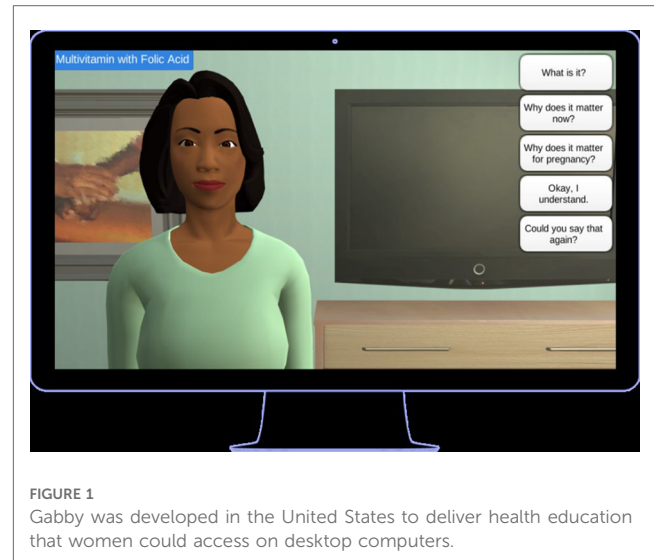 Multivitamin with Folic Acid
What is it?
Why does it matter
now?
Why does it matter
for pregnancy?
Okay, I
understand.
Could you say that
again?
FIGURE 1
Gabby was developed in the United States to deliver health education
that women could access on desktop computers.